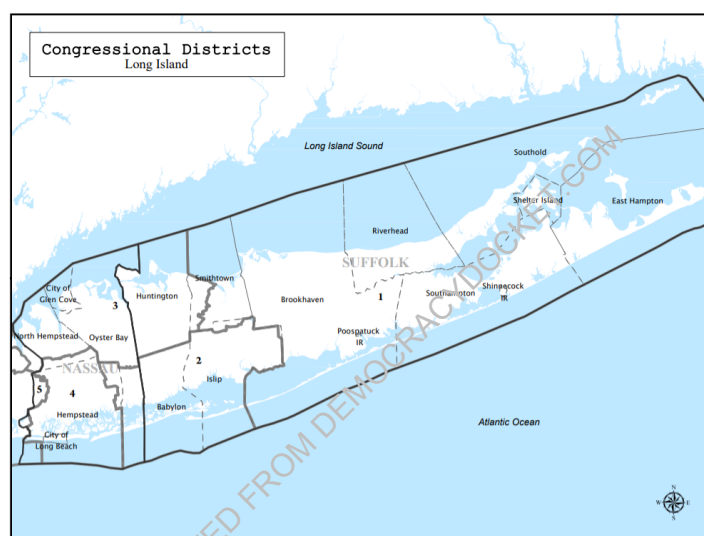 Congressional Districts
Long Island
Long Island Sound
Southold
Shelter Island
East Hampton
Riverhead
SUFFOLK
Smithtown
City of
Glen Cove
3
Huntington
Brookhaven
1
Southampton
Shinnecock
IR
North Hempstead
Oyster Bay
Poospatuck
IR
2
NASSAU
5
4
Islip
Hempstead
Babylon
City of
Long Beach
Atlantic Ocean
N
W
E
S
TED FROM DEMOCRACYDOCKET.COM